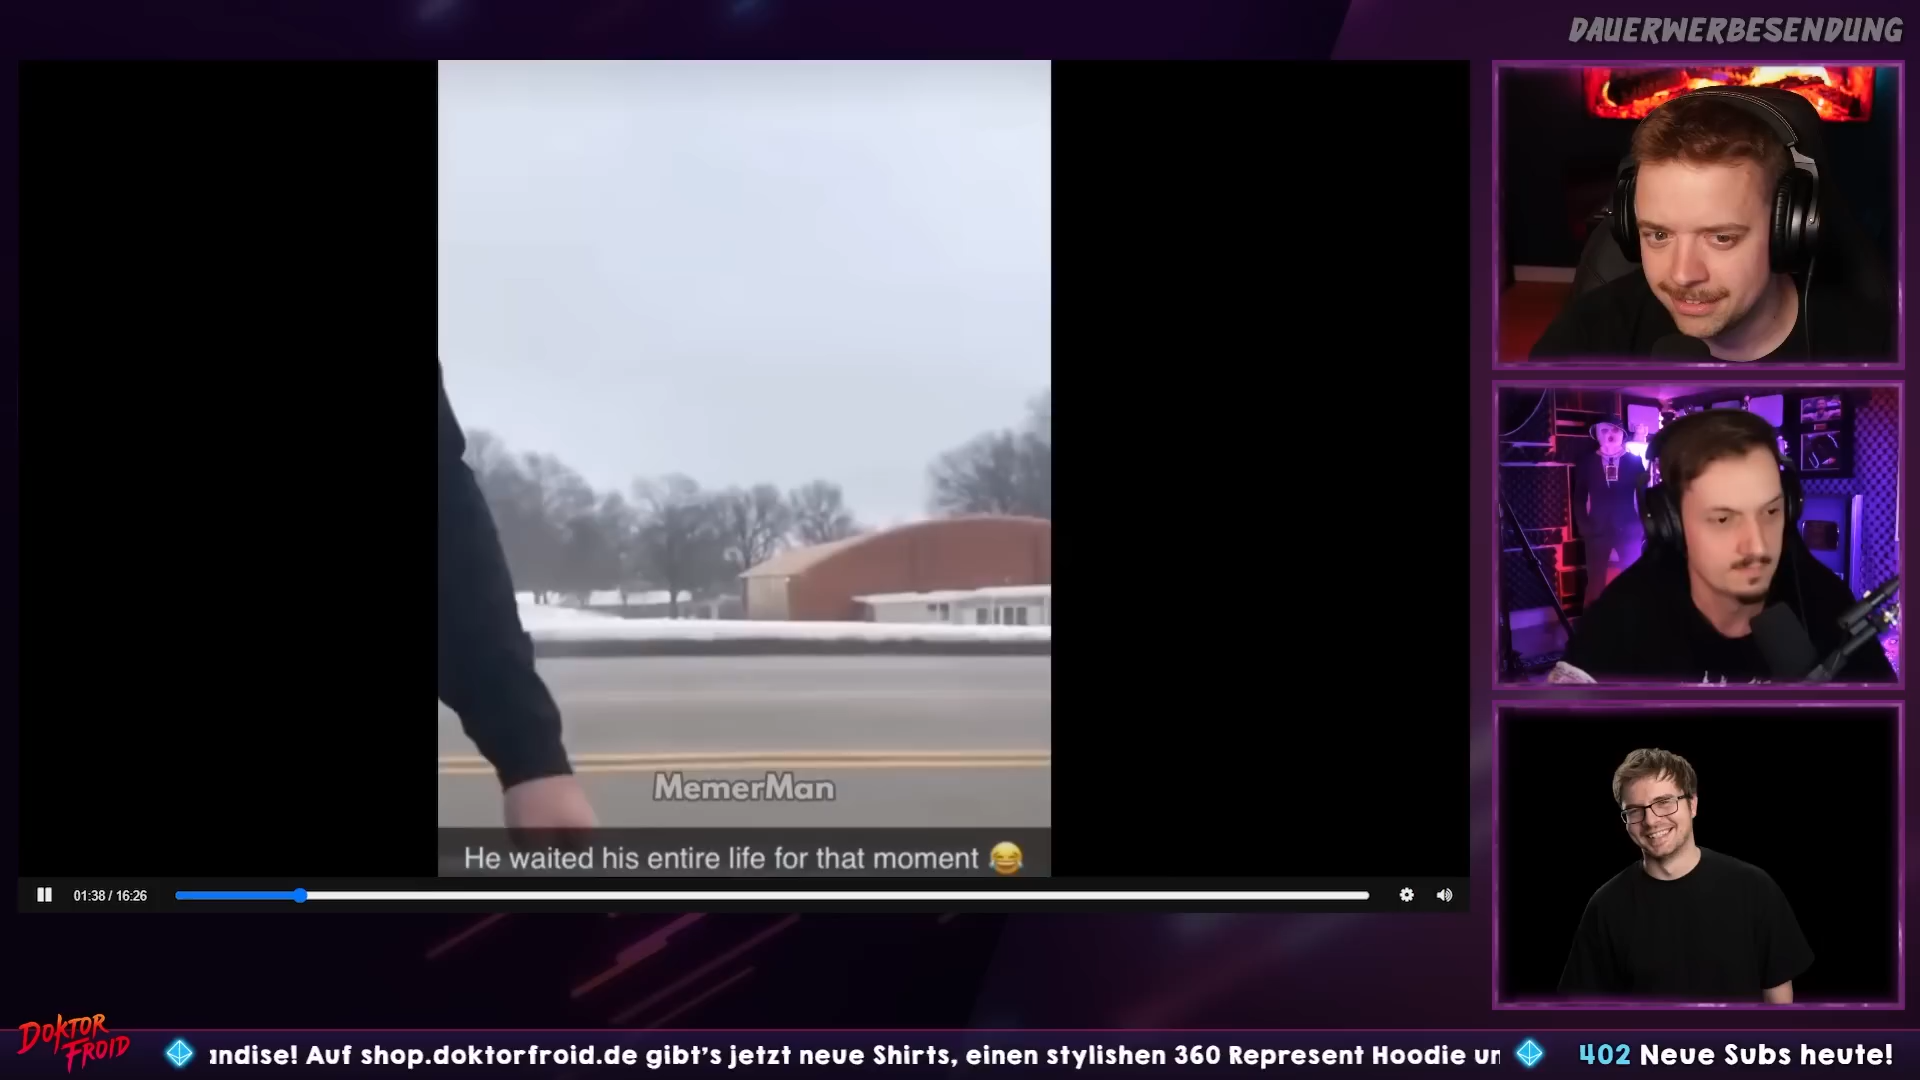 DAUERWERBESENDUNG
MemerMan
He waited his entire life for that moment 😂
01:38 / 16:26
DOKTOR
FROID
ndise! Auf shop.doktorfroid.de gibt's jetzt neue Shirts, einen stylishen 360 Represent Hoodie un
402 Neue Subs heute!